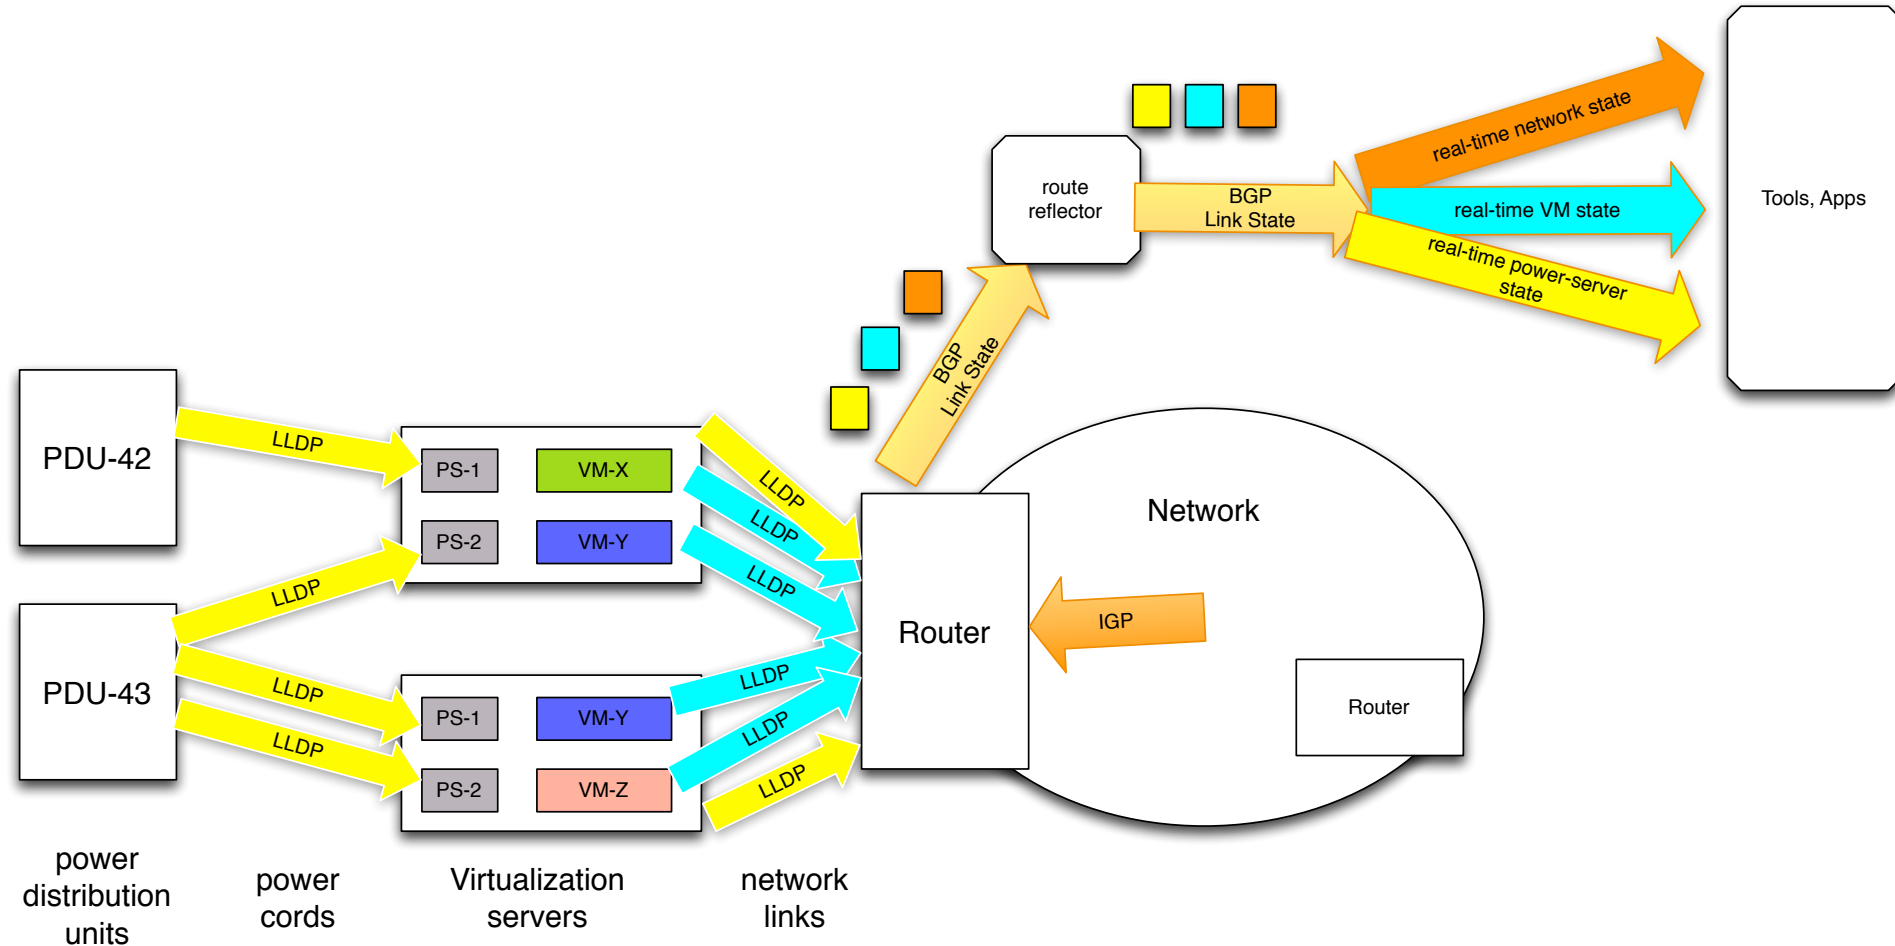 real-time network state
route
reflector
BGP
Link State
real-time VM state
Tools, Apps
real-time power-server
state
BGP
Link State
PDU-42
LLDP
PS-1
VM-X
LLDP
Network
PS-2
VM-Y
LLDP
LLDP
LLDP
Router
IGP
PDU-43
LLDP
PS-1
VM-Y
LLDP
Router
LLDP
PS-2
VM-Z
LLDP
LLDP
power
distribution
units
power
cords
Virtualization
servers
network
links